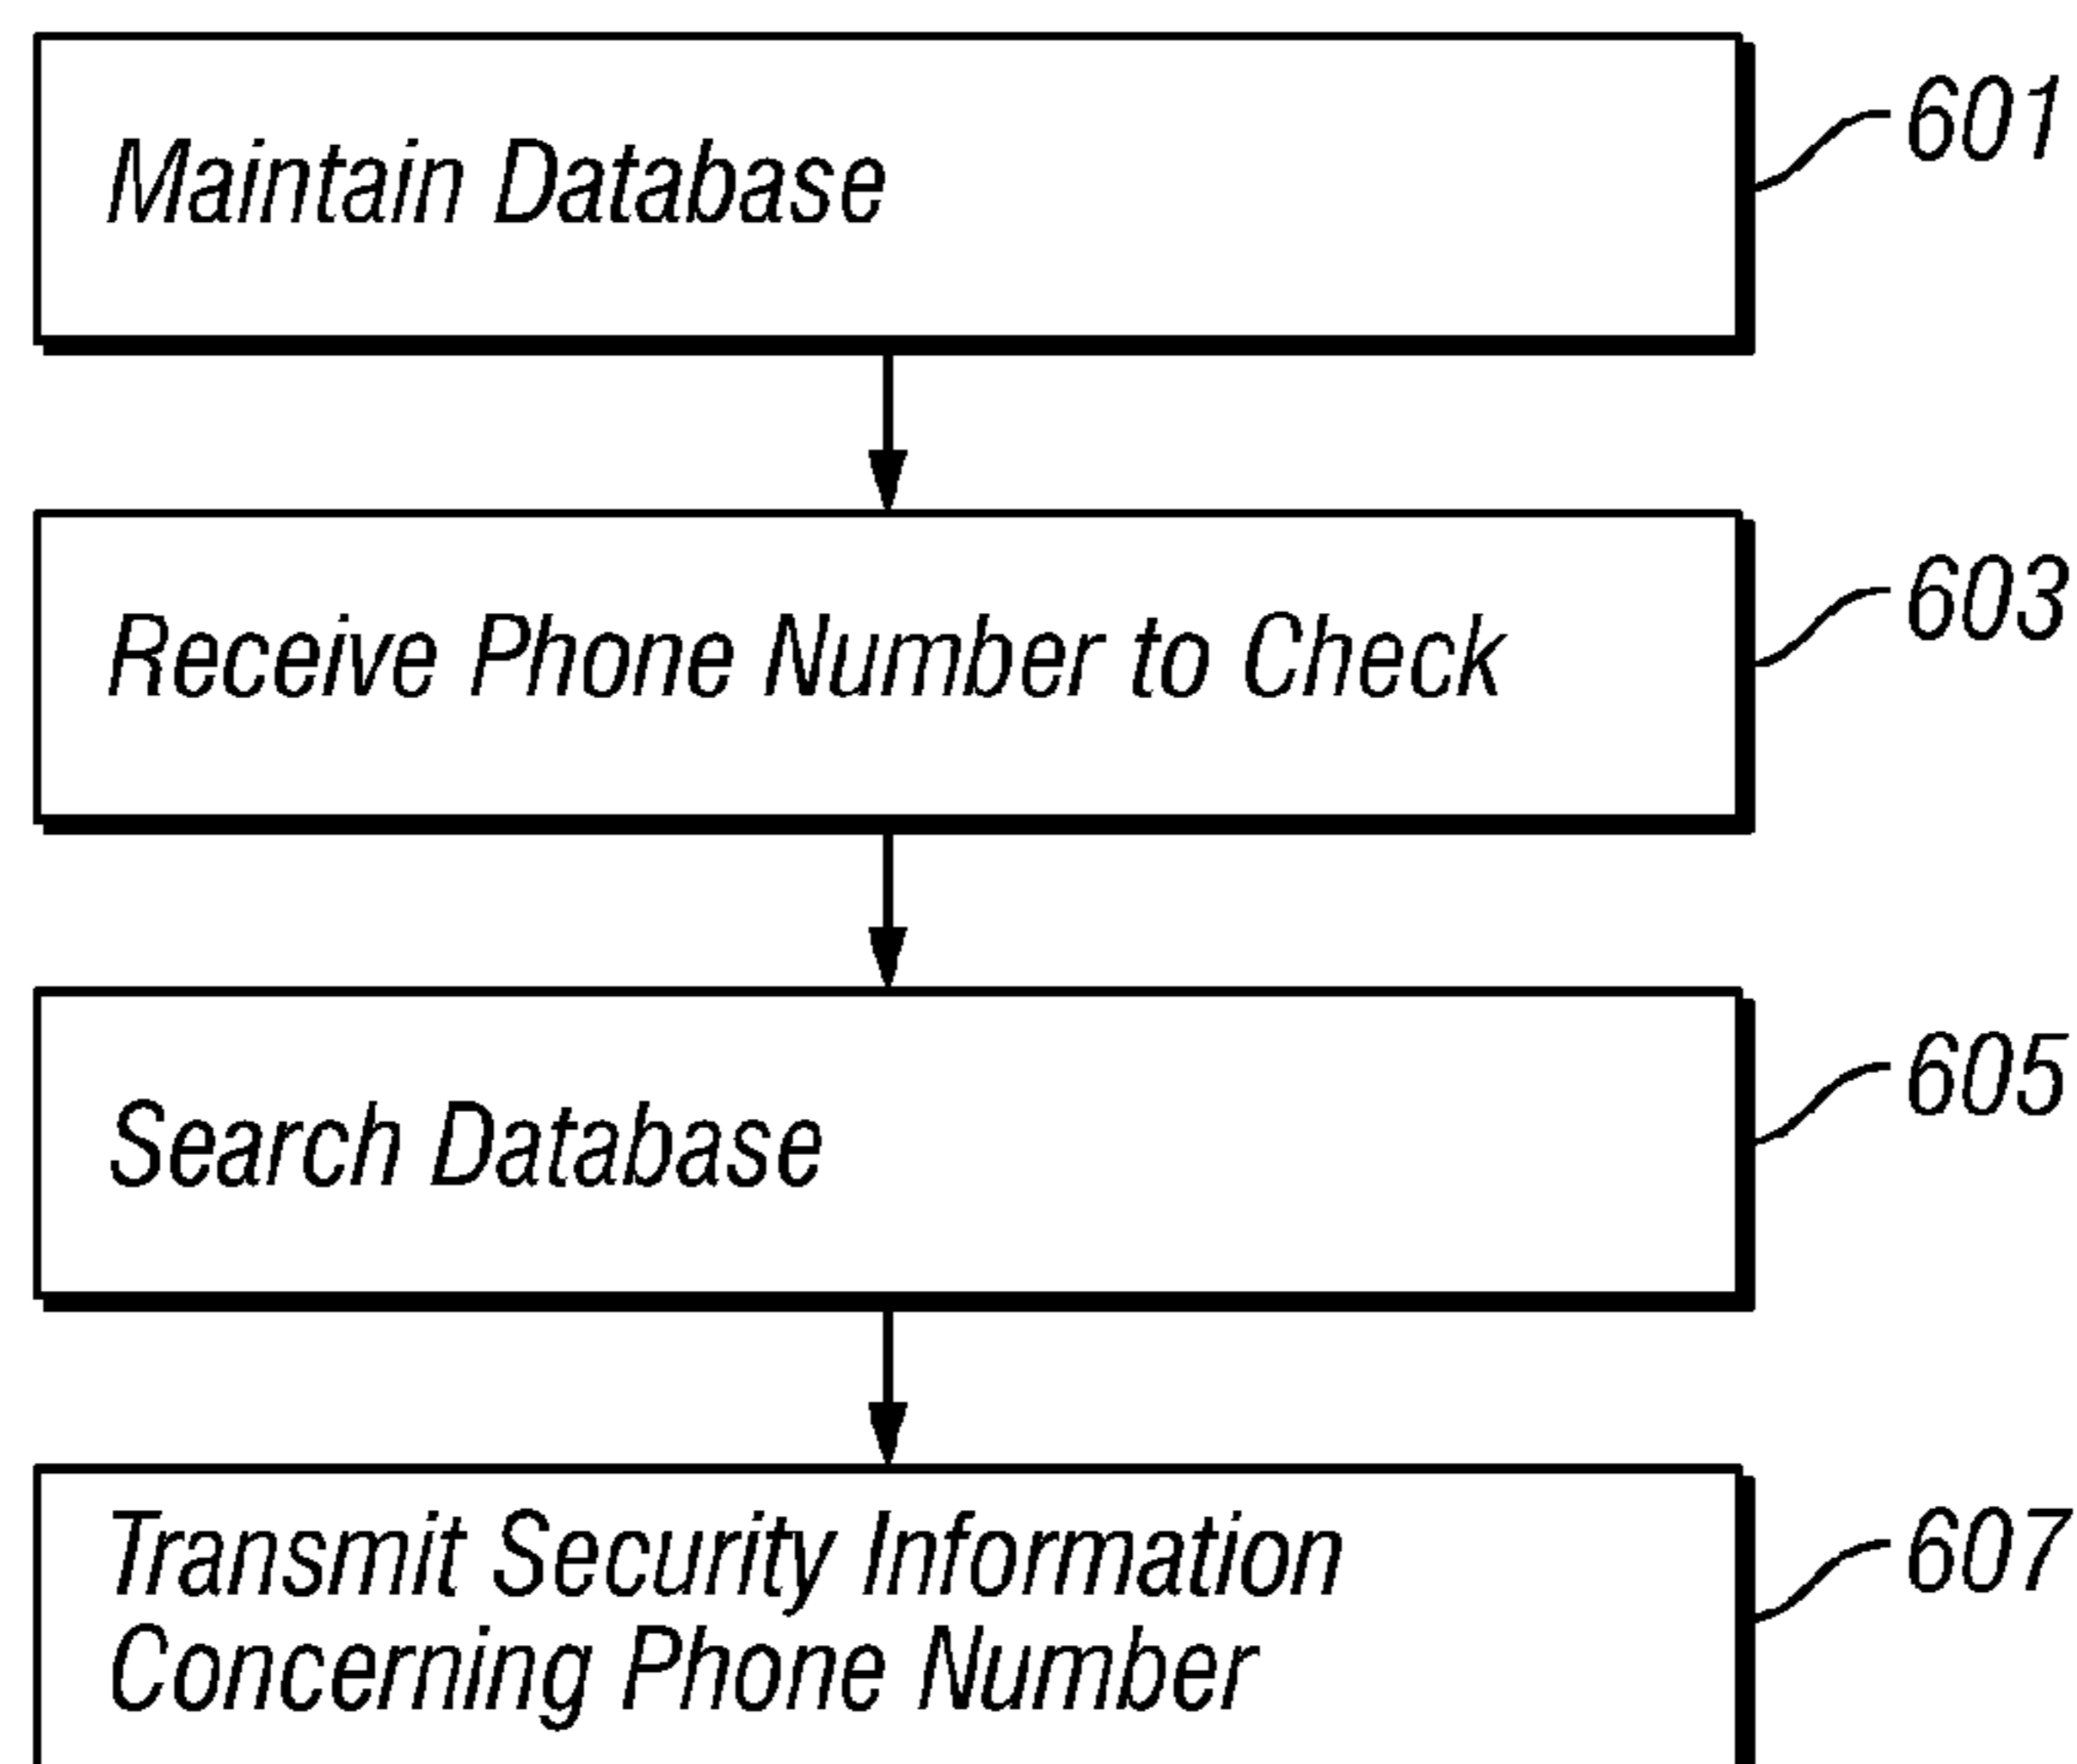 Maintain Database
601
Receive Phone Number to Check
603
Search Database
605
Transmit Security Information
Concerning Phone Number
607